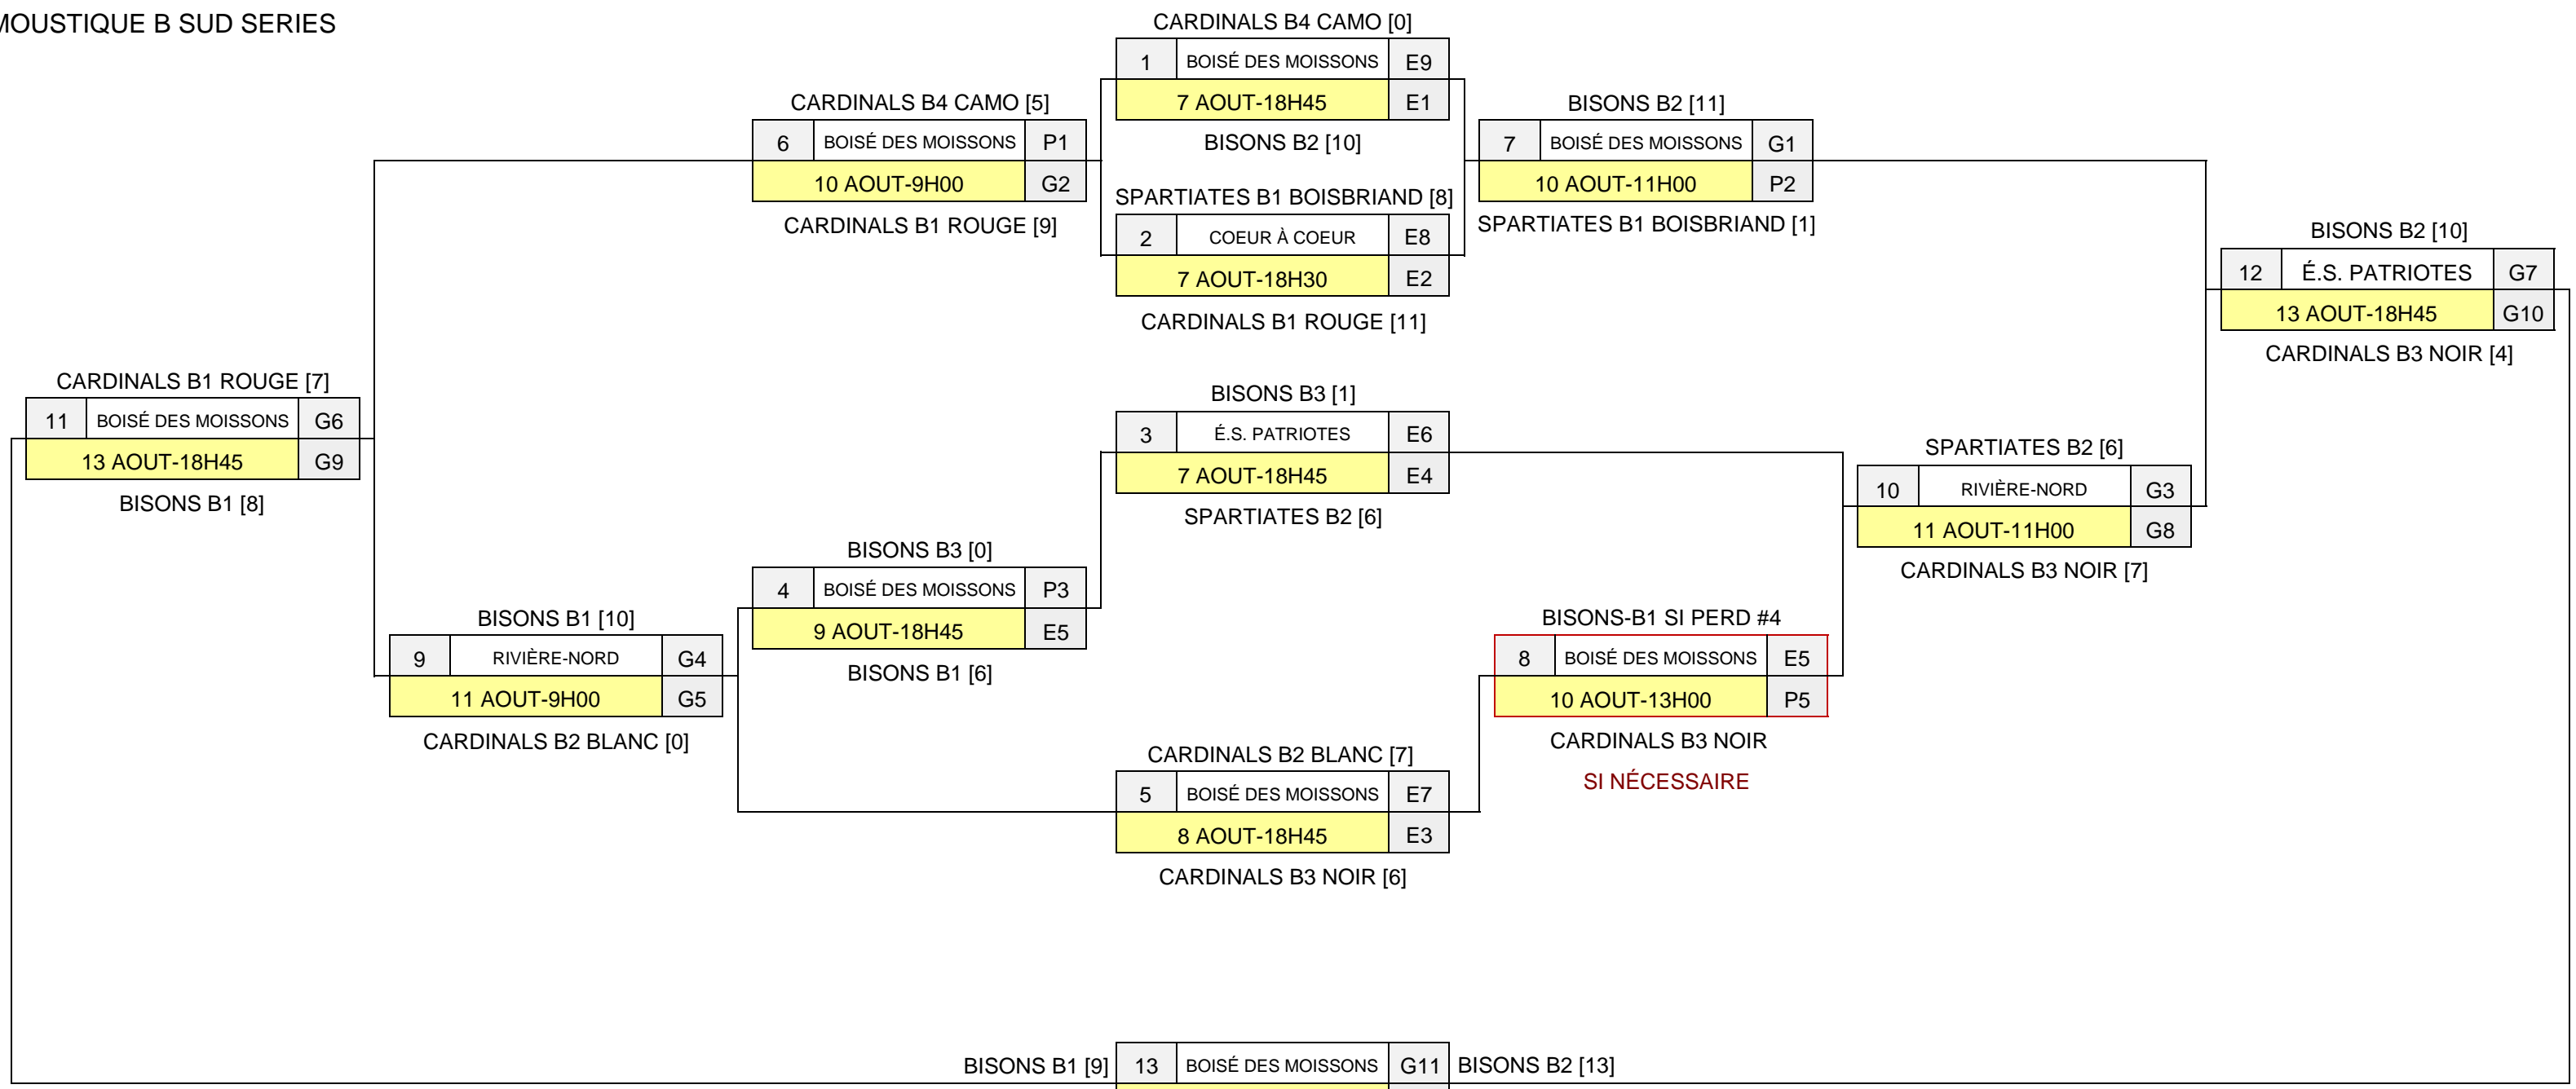 MOUSTIQUE B SUD SERIES
CARDINALS B4 CAMO [0]
1 BOISÉ DES MOISSONS E9
7 AOUT-18H45 E1
BISONS B2 [10]
CARDINALS B4 CAMO [5]
6 BOISÉ DES MOISSONS P1
10 AOUT-9H00 G2
CARDINALS B1 ROUGE [9]
BISONS B2 [11]
7 BOISÉ DES MOISSONS G1
10 AOUT-11H00 P2
SPARTIATES B1 BOISBRIAND [1]
SPARTIATES B1 BOISBRIAND [8]
2 COEUR À COEUR E8
7 AOUT-18H30 E2
CARDINALS B1 ROUGE [11]
BISONS B2 [10]
12 É.S. PATRIOTES G7
13 AOUT-18H45 G10
CARDINALS B3 NOIR [4]
CARDINALS B1 ROUGE [7]
11 BOISÉ DES MOISSONS G6
13 AOUT-18H45 G9
BISONS B1 [8]
BISONS B3 [1]
3 É.S. PATRIOTES E6
7 AOUT-18H45 E4
SPARTIATES B2 [6]
SPARTIATES B2 [6]
10 RIVIÈRE-NORD G3
11 AOUT-11H00 G8
CARDINALS B3 NOIR [7]
BISONS B3 [0]
4 BOISÉ DES MOISSONS P3
9 AOUT-18H45 E5
BISONS B1 [6]
BISONS B1 [10]
9 RIVIÈRE-NORD G4
11 AOUT-9H00 G5
CARDINALS B2 BLANC [0]
BISONS-B1 SI PERD #4
8 BOISÉ DES MOISSONS E5
10 AOUT-13H00 P5
CARDINALS B3 NOIR
SI NÉCESSAIRE
CARDINALS B2 BLANC [7]
5 BOISÉ DES MOISSONS E7
8 AOUT-18H45 E3
CARDINALS B3 NOIR [6]
BISONS B1 [9] 13 BOISÉ DES MOISSONS G11 BISONS B2 [13]